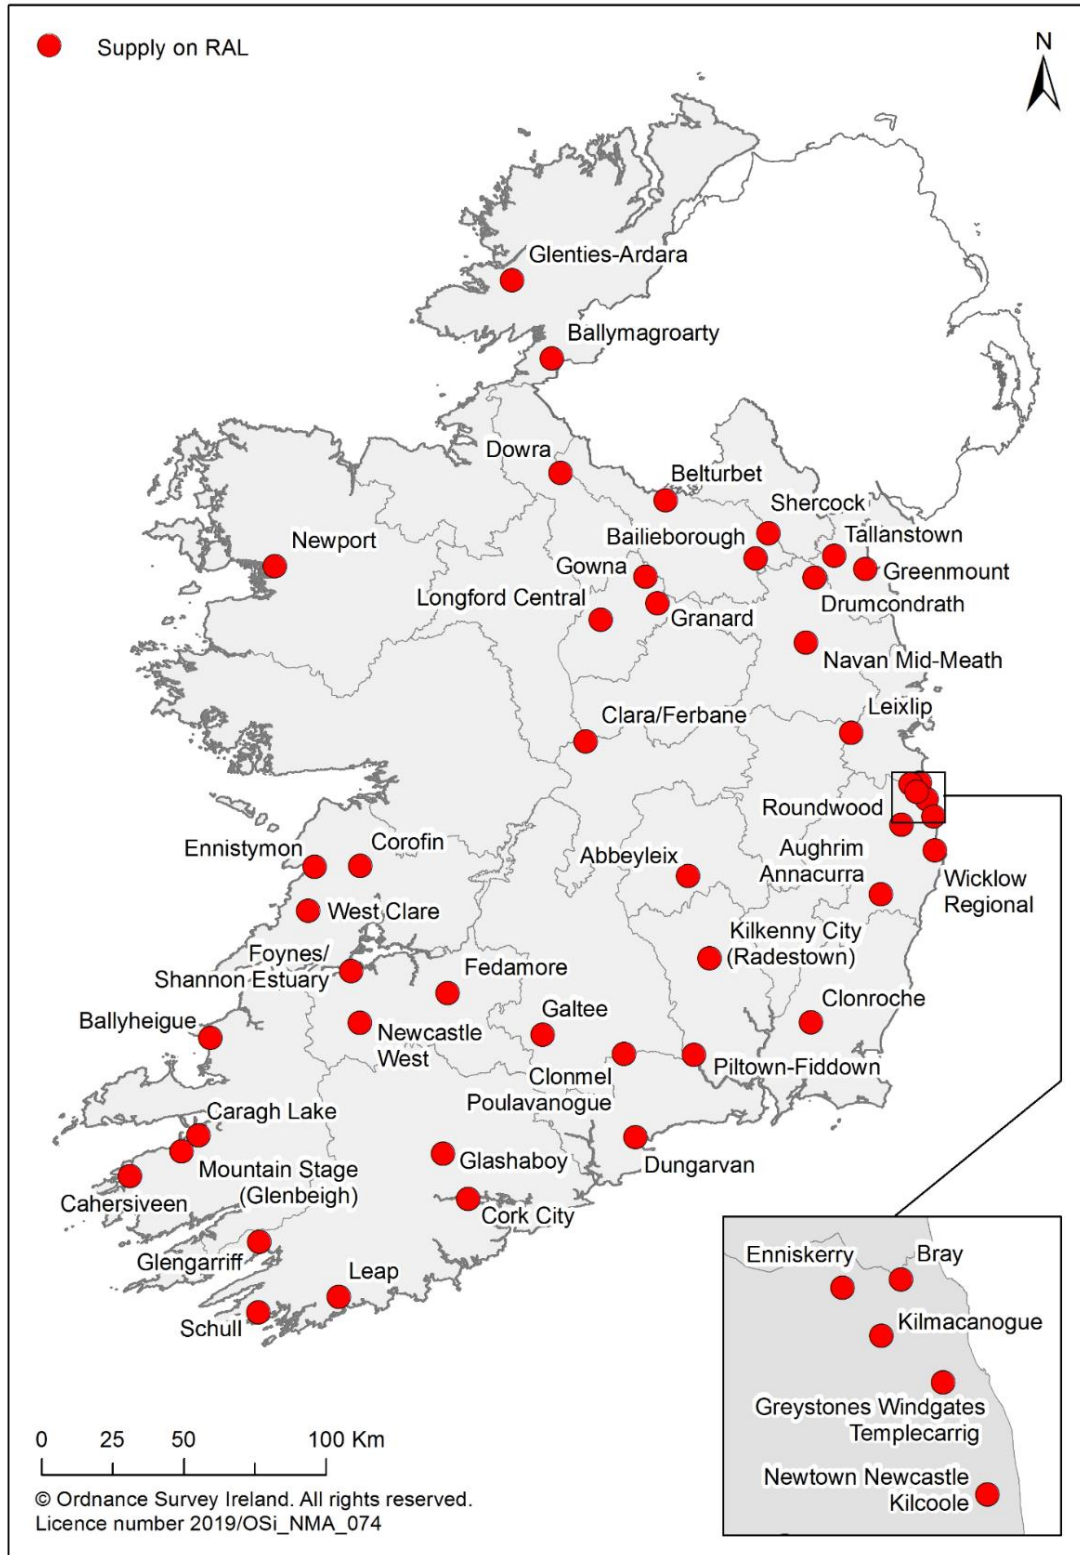 Supply on RAL
N
Glenties-Ardara
Ballymagroarty
Dowra
Belturbet
Shercock
Bailieborough
Tallanstown
Newport
Gowna
Greenmount
Longford Central
Granard
Drumcondrath
Navan Mid-Meath
Leixlip
Clara/Ferbane
Roundwood
Ennistymon
Corofin
Abbeyleix
Aughrim
Annacurra
Wicklow
Regional
West Clare
Kilkenny City
(Radestown)
Foynes/
Shannon Estuary
Fedamore
Clonroche
Ballyheigue
Newcastle
West
Galtee
Clonmel
Poulavanogue
Piltown-Fiddown
Caragh Lake
Mountain Stage
(Glenbeigh)
Glashaboy
Dungarvan
Cahersiveen
Cork City
Glengarriff
Leap
Schull
Enniskerry
Bray
Kilmacanogue
Greystones Windgates
Templecarrig
Newtown Newcastle
Kilcoole
0 25 50 100 Km
© Ordnance Survey Ireland. All rights reserved.
Licence number 2019/OSi_NMA_074